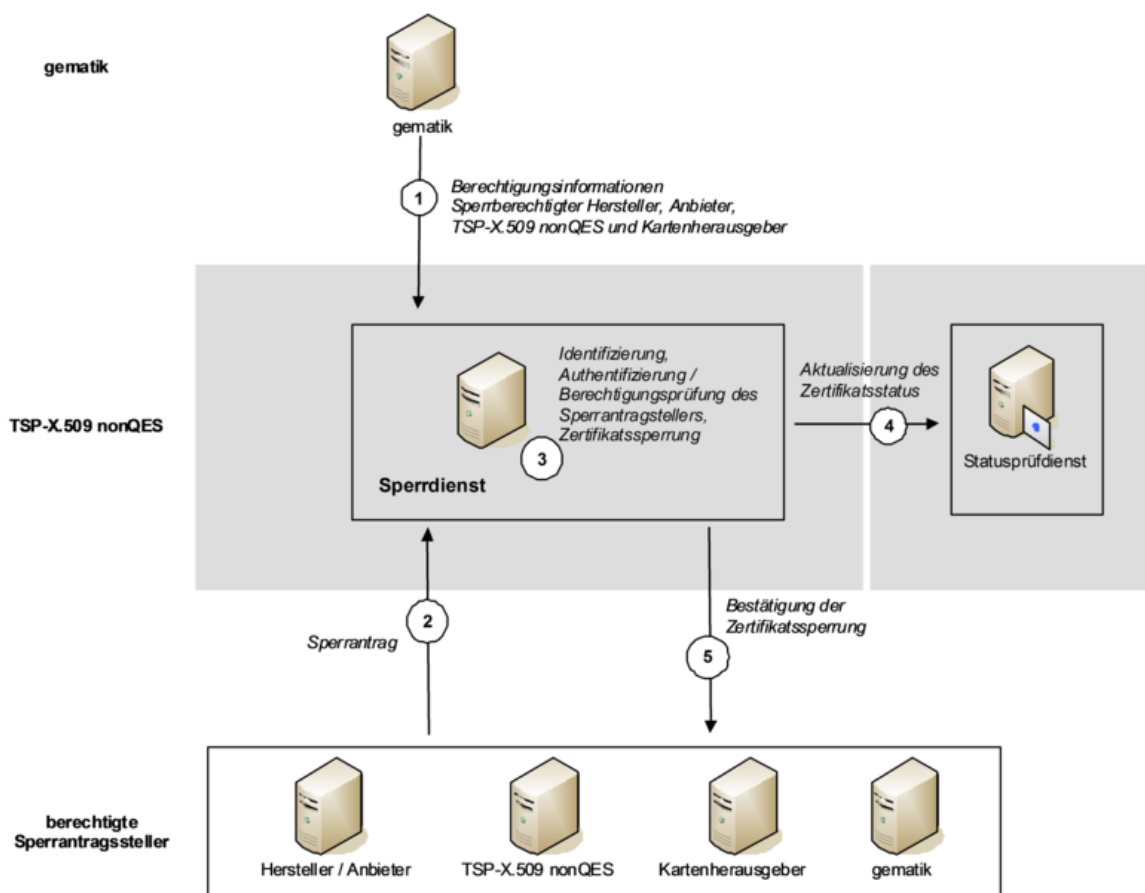 gematik
gematik
1
Berechtigungsinformationen
Sperrberechtigter Hersteller, Anbieter,
TSP-X.509 nonQES und Kartenherausgeber
TSP-X.509 nonQES
Identifizierung,
Authentifizierung /
Berechtigungsprüfung des
Sperrantragstellers,
Zertifikatssperrung
3
Sperrdienst
Aktualisierung des
Zertifikatsstatus
4
Statusprüfdienst
2
Sperrantrag
Bestätigung der
Zertifikatssperrung
5
berechtigte
Sperrantragssteller
Hersteller / Anbieter
TSP-X.509 nonQES
Kartenherausgeber
gematik